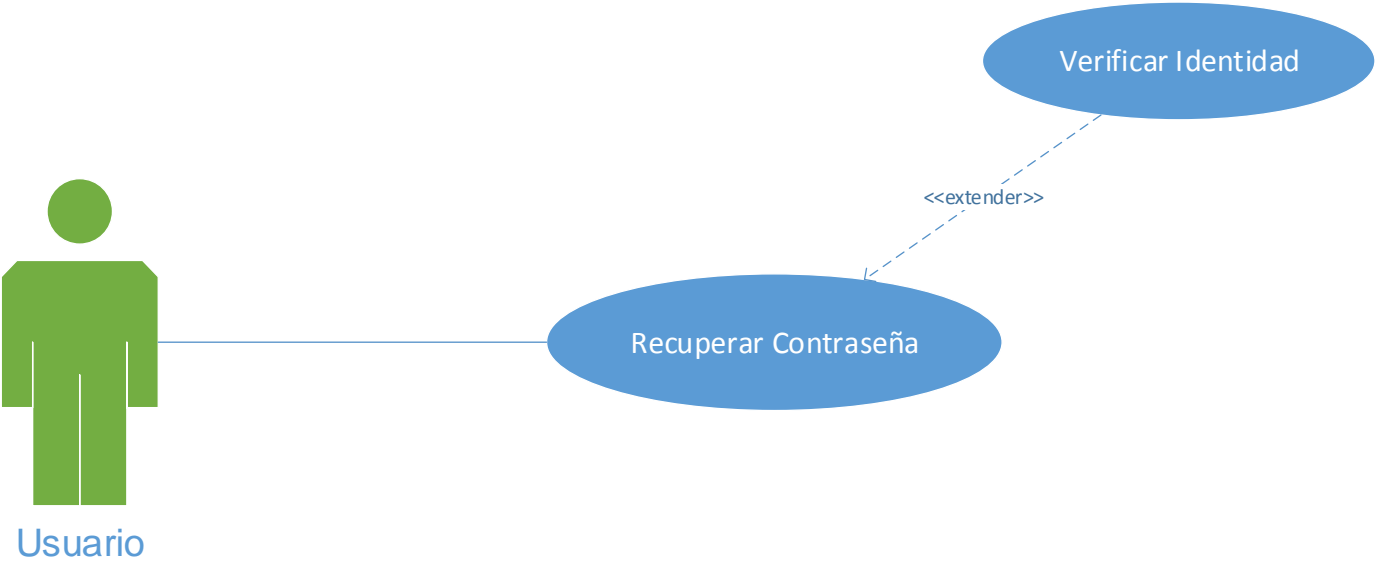 Verificar Identidad
<<extender>>
Recuperar Contraseña
Usuario